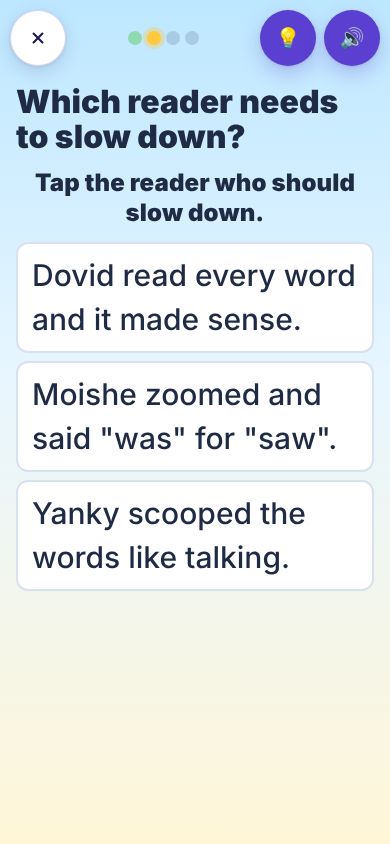 Which reader needs
to slow down?
Tap the reader who should
slow down.
Dovid read every word
and it made sense.
Moishe zoomed and
said "was" for "saw".
Yanky scooped the
words like talking.